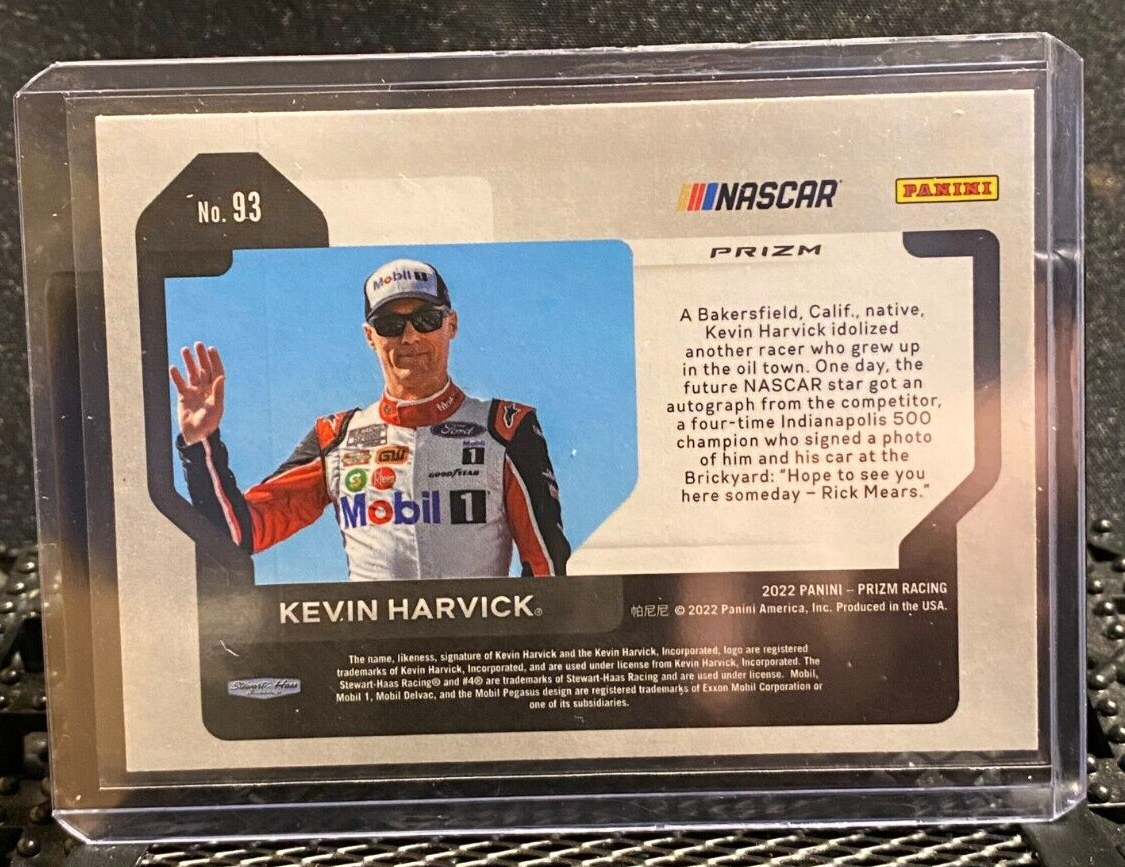 No. 93
NASCAR
PANINI
PRIZM
A Bakersfield, Calif., native,
Kevin Harvick idolized
another racer who grew up
in the oil town. One day, the
future NASCAR star got an
autograph from the competitor,
a four-time Indianapolis 500
champion who signed a photo
of him and his car at the
Brickyard: “Hope to see you
here someday – Rick Mears.”
Mobil 1
Ford
Mobil
1
GW
GOODYEAR
Mobil 1
KEVIN HARVICK®
2022 PANINI – PRIZM RACING
帕尼尼 © 2022 Panini America, Inc. Produced in the USA.
The name, likeness, signature of Kevin Harvick and the Kevin Harvick, Incorporated, logo are registered
trademarks of Kevin Harvick, Incorporated, and are used under license from Kevin Harvick, Incorporated. The
Stewart-Haas Racing® and #4® are trademarks of Stewart-Haas Racing and are used under license. Mobil,
Mobil 1, Mobil Delvac, and the Mobil Pegasus design are registered trademarks of Exxon Mobil Corporation or
one of its subsidiaries.
Stewart-Haas